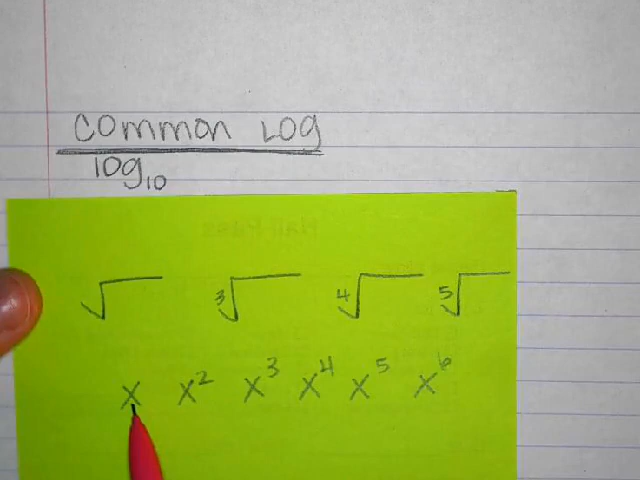 common Log
log₁₀
√ ∛ ∜ ⁵√
x x² x³ x⁴ x⁵ x⁶